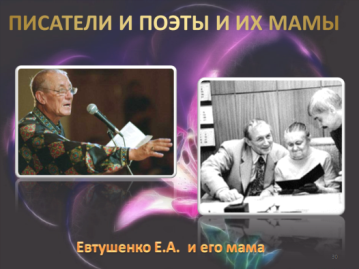 ПИСАТЕЛИ И ПОЭТЫ И ИХ МАМЫ
Евтушенко Е.А. и его мама